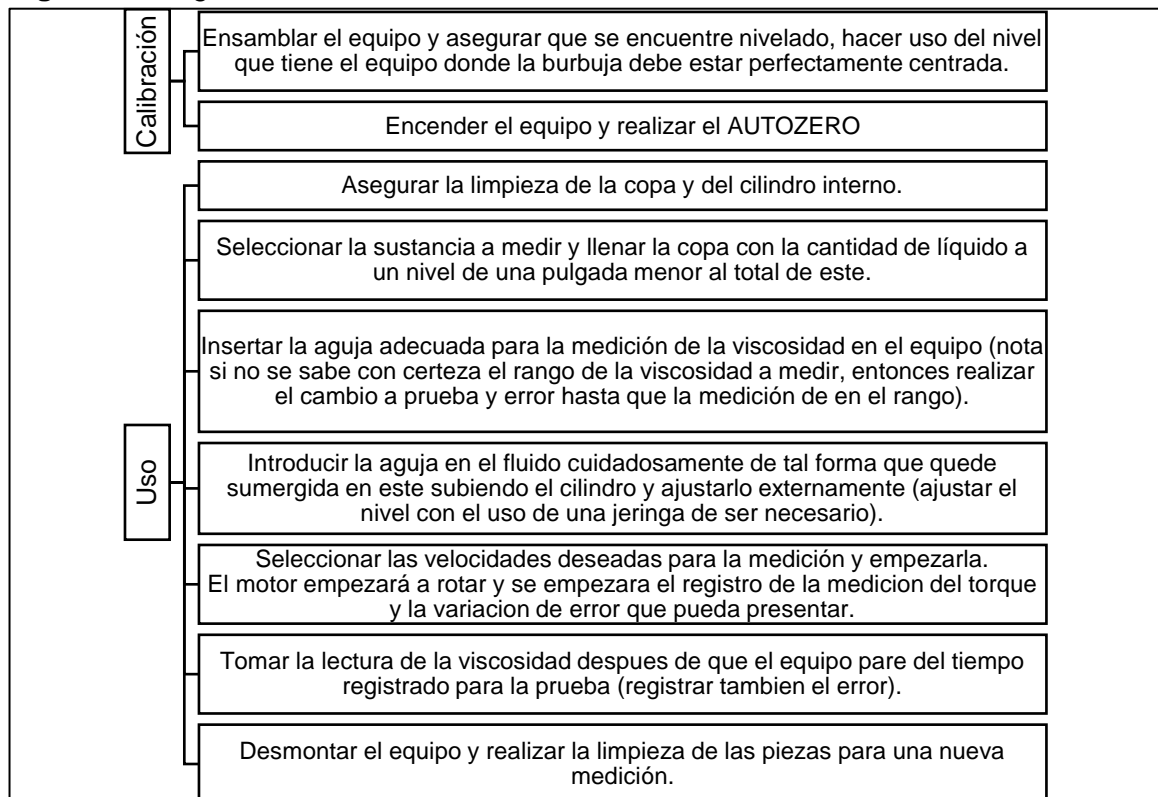 Calibración
Ensamblar el equipo y asegurar que se encuentre nivelado, hacer uso del nivel
que tiene el equipo donde la burbuja debe estar perfectamente centrada.
Encender el equipo y realizar el AUTOZERO
Uso
Asegurar la limpieza de la copa y del cilindro interno.
Seleccionar la sustancia a medir y llenar la copa con la cantidad de líquido a
un nivel de una pulgada menor al total de este.
Insertar la aguja adecuada para la medición de la viscosidad en el equipo (nota
si no se sabe con certeza el rango de la viscosidad a medir, entonces realizar
el cambio a prueba y error hasta que la medición de en el rango).
Introducir la aguja en el fluido cuidadosamente de tal forma que quede
sumergida en este subiendo el cilindro y ajustarlo externamente (ajustar el
nivel con el uso de una jeringa de ser necesario).
Seleccionar las velocidades deseadas para la medición y empezarla.
El motor empezará a rotar y se empezara el registro de la medicion del torque
y la variacion de error que pueda presentar.
Tomar la lectura de la viscosidad despues de que el equipo pare del tiempo
registrado para la prueba (registrar tambien el error).
Desmontar el equipo y realizar la limpieza de las piezas para una nueva
medición.